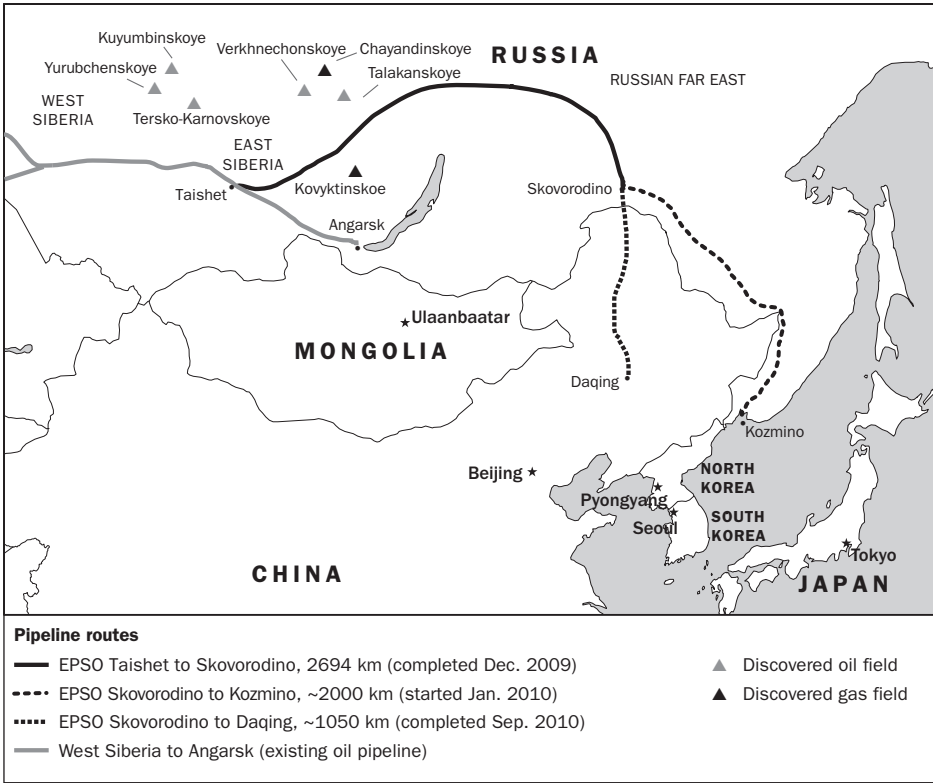 Kuyumbinskoye
Verkhnechonskoye
Chayandinskoye
RUSSIA
Yurubchenskoye
Talakanskoye
RUSSIAN FAR EAST
WEST
SIBERIA
Tersko-Karnovskoye
EAST
SIBERIA
Taishet
Kovyktinskoe
Skovorodino
Angarsk
Ulaanbaatar
MONGOLIA
Daqing
Kozmino
Beijing
NORTH
KOREA
Pyongyang
SOUTH
KOREA
Seoul
Tokyo
CHINA
JAPAN
Pipeline routes
EPSO Taishet to Skovorodino, 2694 km (completed Dec. 2009)
EPSO Skovorodino to Kozmino, ~2000 km (started Jan. 2010)
EPSO Skovorodino to Daqing, ~1050 km (completed Sep. 2010)
West Siberia to Angarsk (existing oil pipeline)
Discovered oil field
Discovered gas field